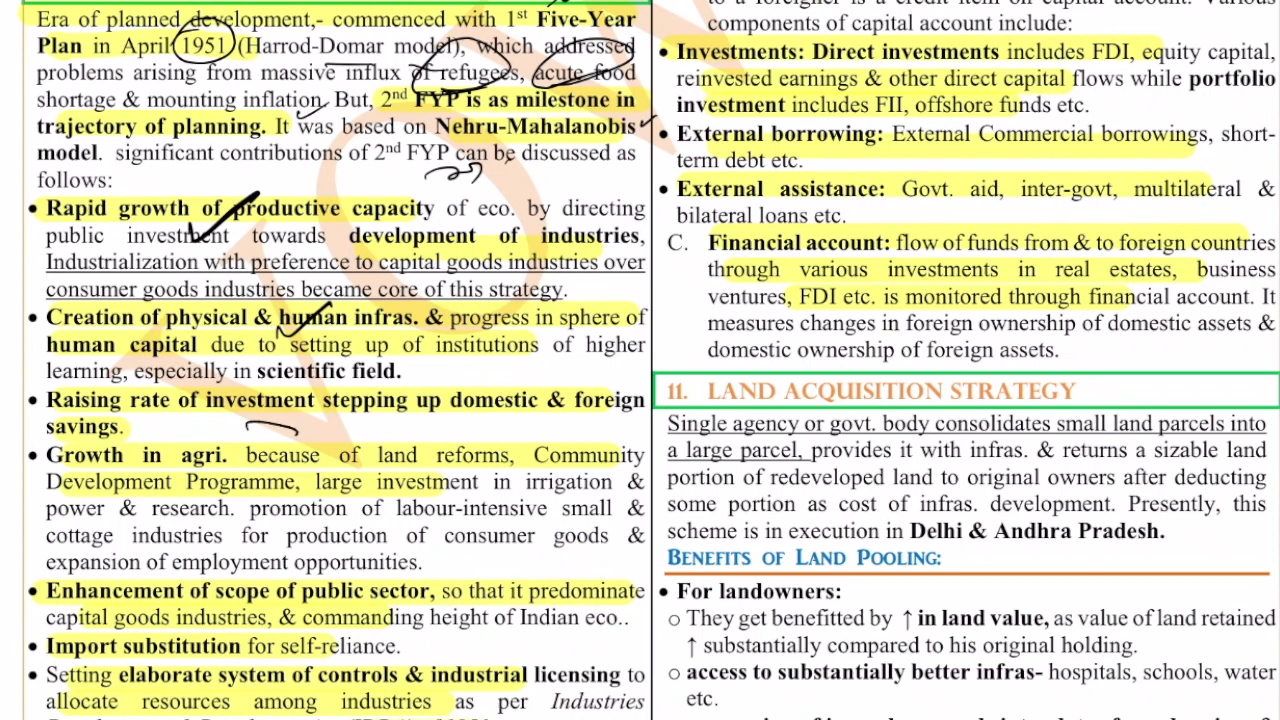 Era of planned development,- commenced with 1st Five-Year
Plan in April 1951 (Harrod-Domar model), which addressed
problems arising from massive influx of refugees, acute food
shortage & mounting inflation. But, 2nd FYP is as milestone in
trajectory of planning. It was based on Nehru-Mahalanobis
model. significant contributions of 2nd FYP can be discussed as
follows:
• Rapid growth of productive capacity of eco. by directing
public investment towards development of industries,
Industrialization with preference to capital goods industries over
consumer goods industries became core of this strategy.
• Creation of physical & human infras. & progress in sphere of
human capital due to setting up of institutions of higher
learning, especially in scientific field.
• Raising rate of investment stepping up domestic & foreign
savings.
• Growth in agri. because of land reforms, Community
Development Programme, large investment in irrigation &
power & research. promotion of labour-intensive small &
cottage industries for production of consumer goods &
expansion of employment opportunities.
• Enhancement of scope of public sector, so that it predominate
capital goods industries, & commanding height of Indian eco..
• Import substitution for self-reliance.
• Setting elaborate system of controls & industrial licensing to
allocate resources among industries as per Industries
to a foreigner is a credit item on capital account. Various
components of capital account include:
• Investments: Direct investments includes FDI, equity capital,
reinvested earnings & other direct capital flows while portfolio
investment includes FII, offshore funds etc.
• External borrowing: External Commercial borrowings, short-
term debt etc.
• External assistance: Govt. aid, inter-govt, multilateral &
bilateral loans etc.
C. Financial account: flow of funds from & to foreign countries
through various investments in real estates, business
ventures, FDI etc. is monitored through financial account. It
measures changes in foreign ownership of domestic assets &
domestic ownership of foreign assets.
11. LAND ACQUISITION STRATEGY
Single agency or govt. body consolidates small land parcels into
a large parcel, provides it with infras. & returns a sizable land
portion of redeveloped land to original owners after deducting
some portion as cost of infras. development. Presently, this
scheme is in execution in Delhi & Andhra Pradesh.
BENEFITS OF LAND POOLING:
• For landowners:
o They get benefitted by ↑ in land value, as value of land retained
↑ substantially compared to his original holding.
o access to substantially better infras- hospitals, schools, water
etc.